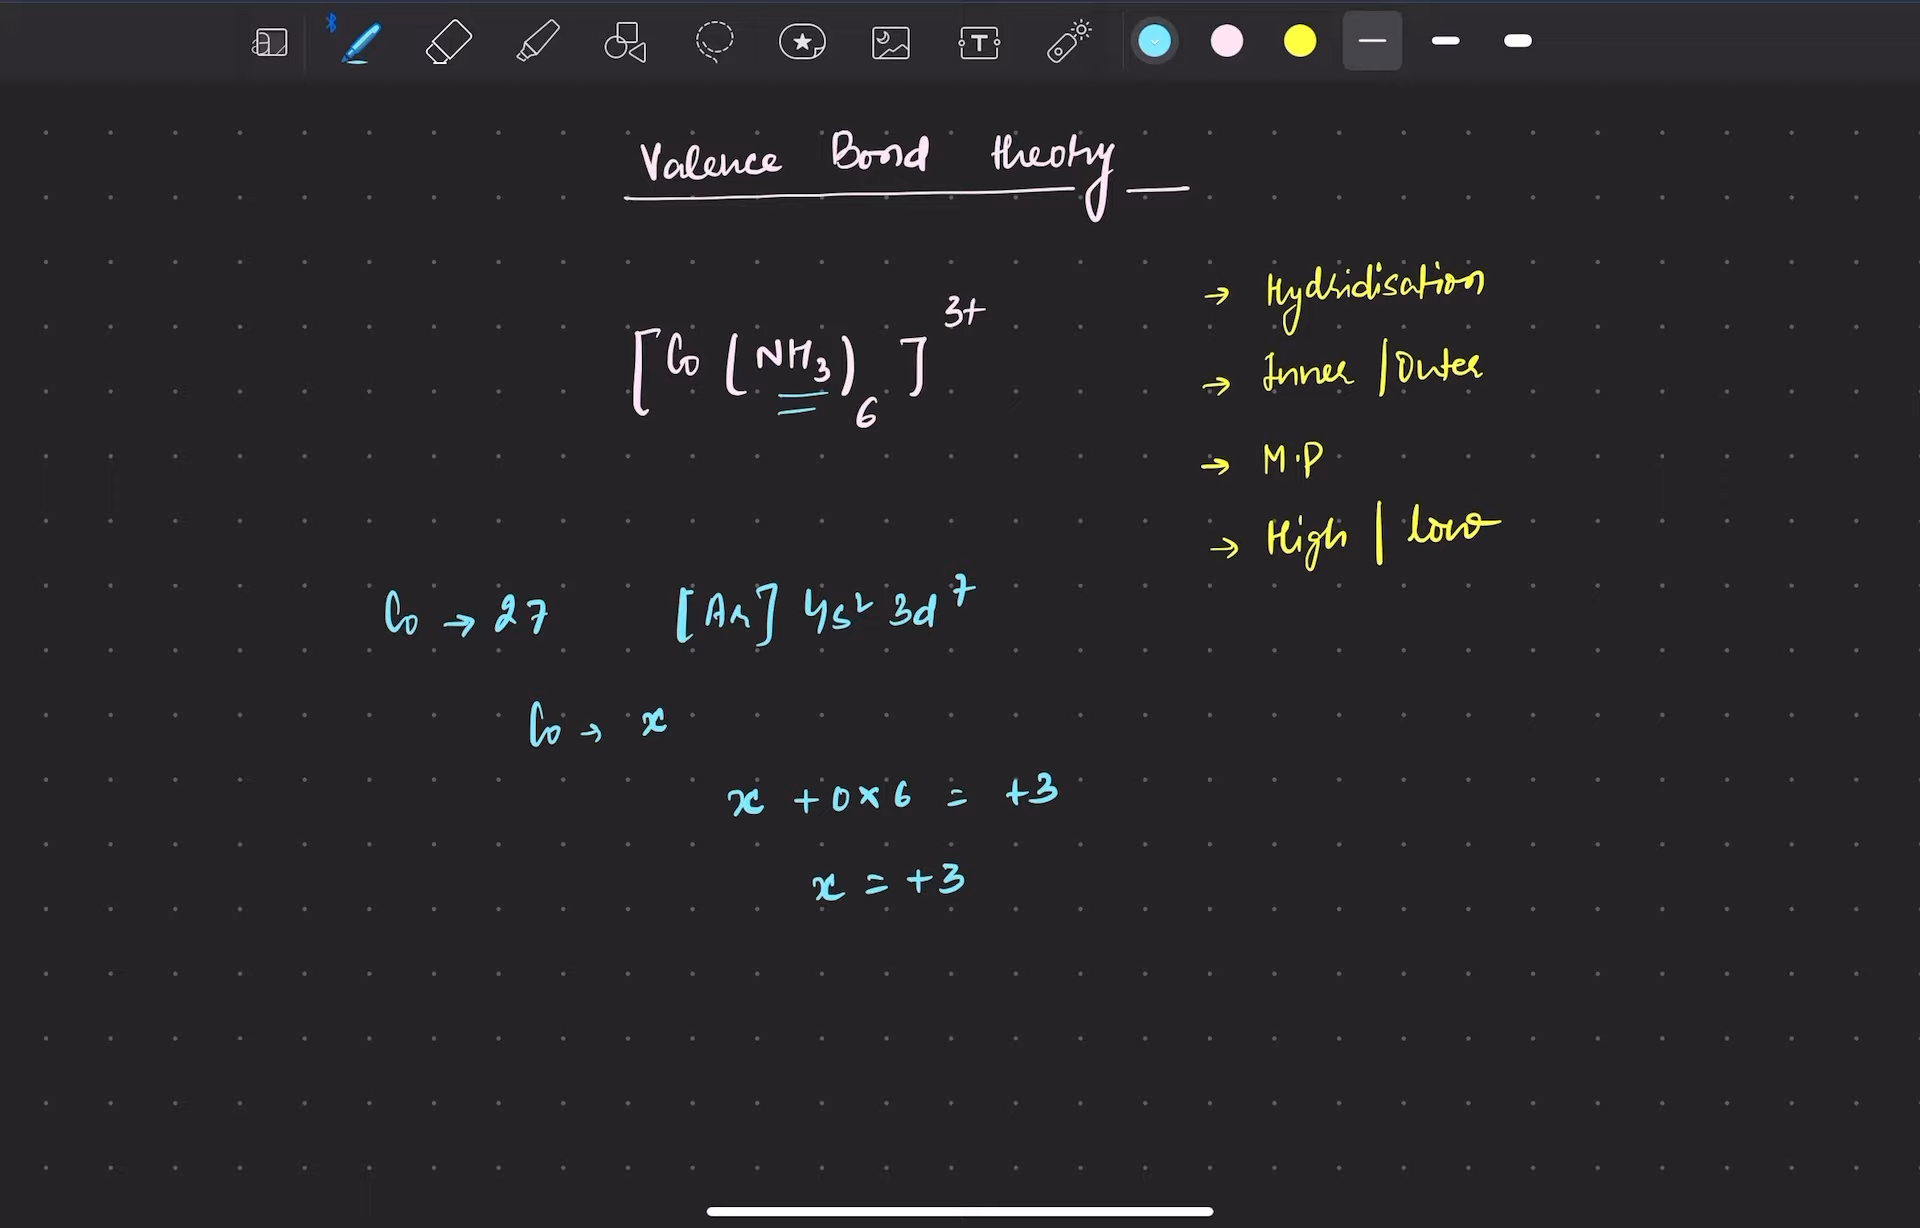 Valence Bond theory
[Co (NH3)6]3+
→ Hybridisation
→ Inner / Outer
→ M.P
→ High | low
Co → 27 [Ar] 4s2 3d7
Co → x
x + 0 × 6 = +3
x = +3